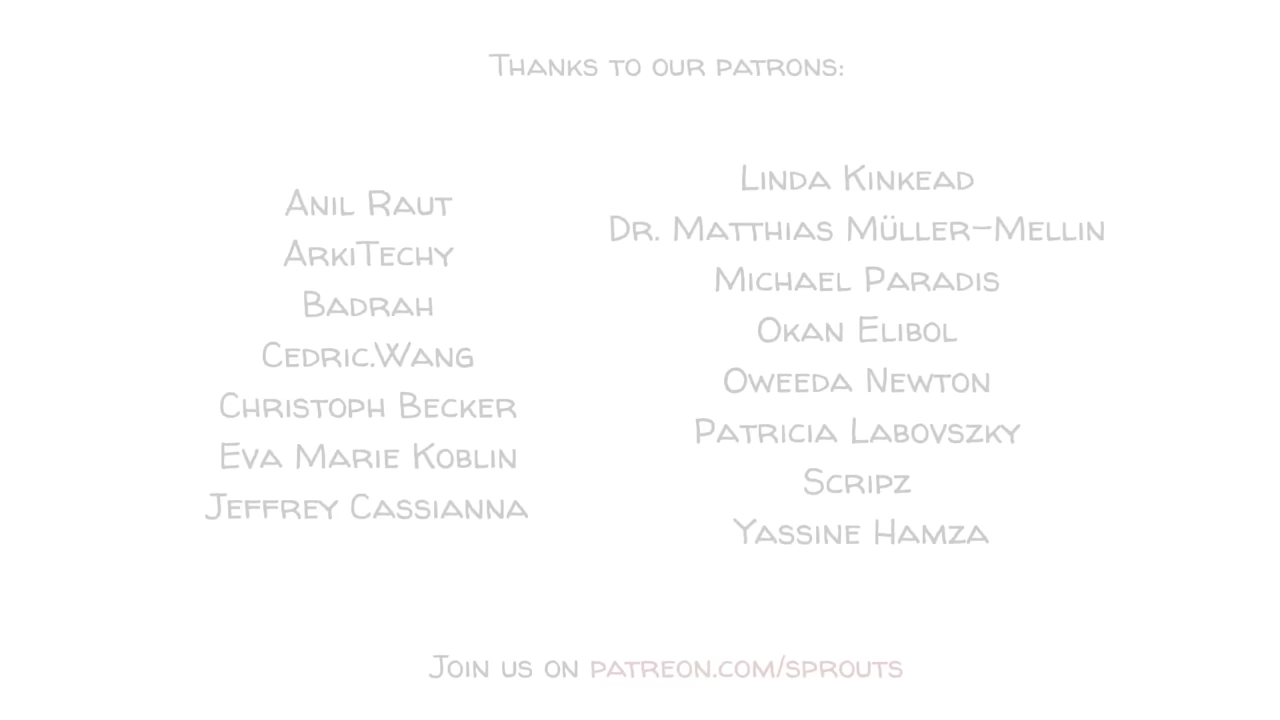 Thanks to our patrons:
Anil Raut
ArkiTechy
Badrah
Cedric.Wang
Christoph Becker
Eva Marie Koblin
Jeffrey Cassianna
Linda Kinkead
Dr. Matthias Müller-Mellin
Michael Paradis
Okan Elibol
Oweeda Newton
Patricia Labovszky
Scripz
Yassine Hamza
Join us on patreon.com/sprouts